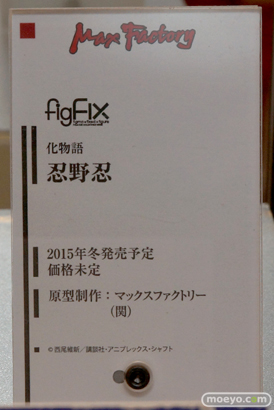 Max Factory
figFIX
化物語
忍野忍
2015年冬発売予定
価格未定
原型制作：マックスファクトリー
（関）
©西尾維新／講談社・アニプレックス・シャフト
moeyo.com